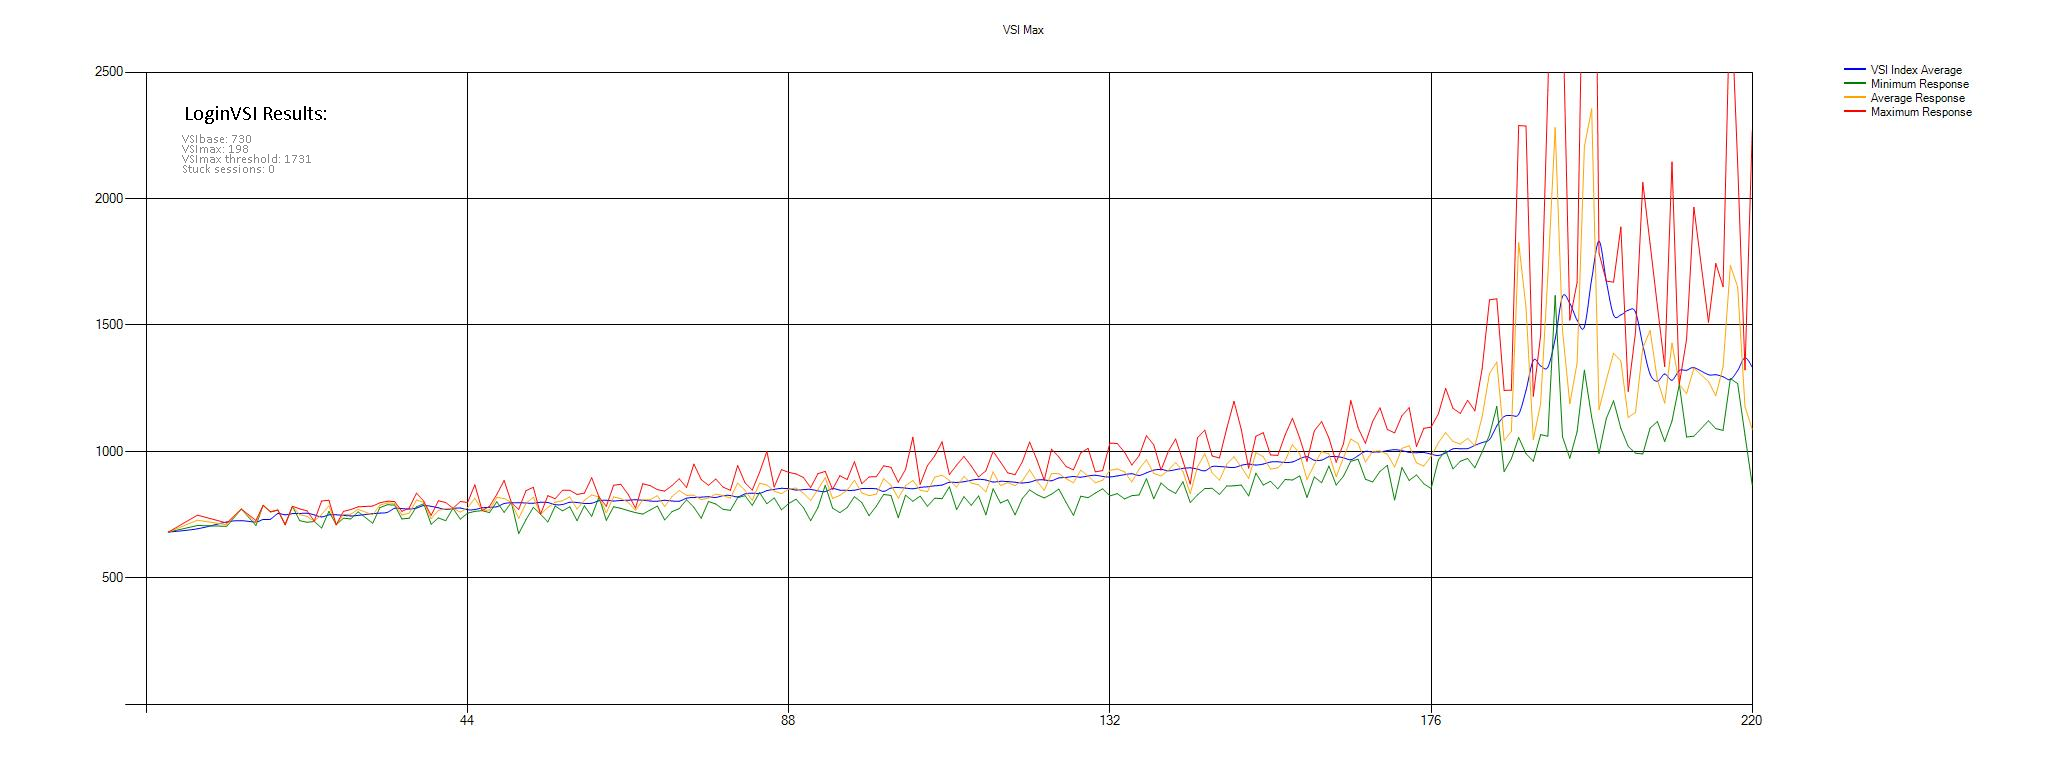 VSI Max
2500
2000
1500
1000
500
LoginVSI Results:
VSIbase: 730
VSImax: 198
VSImax threshold: 1731
Stuck sessions: 0
VSI Index Average
Minimum Response
Average Response
Maximum Response
44
88
132
176
220